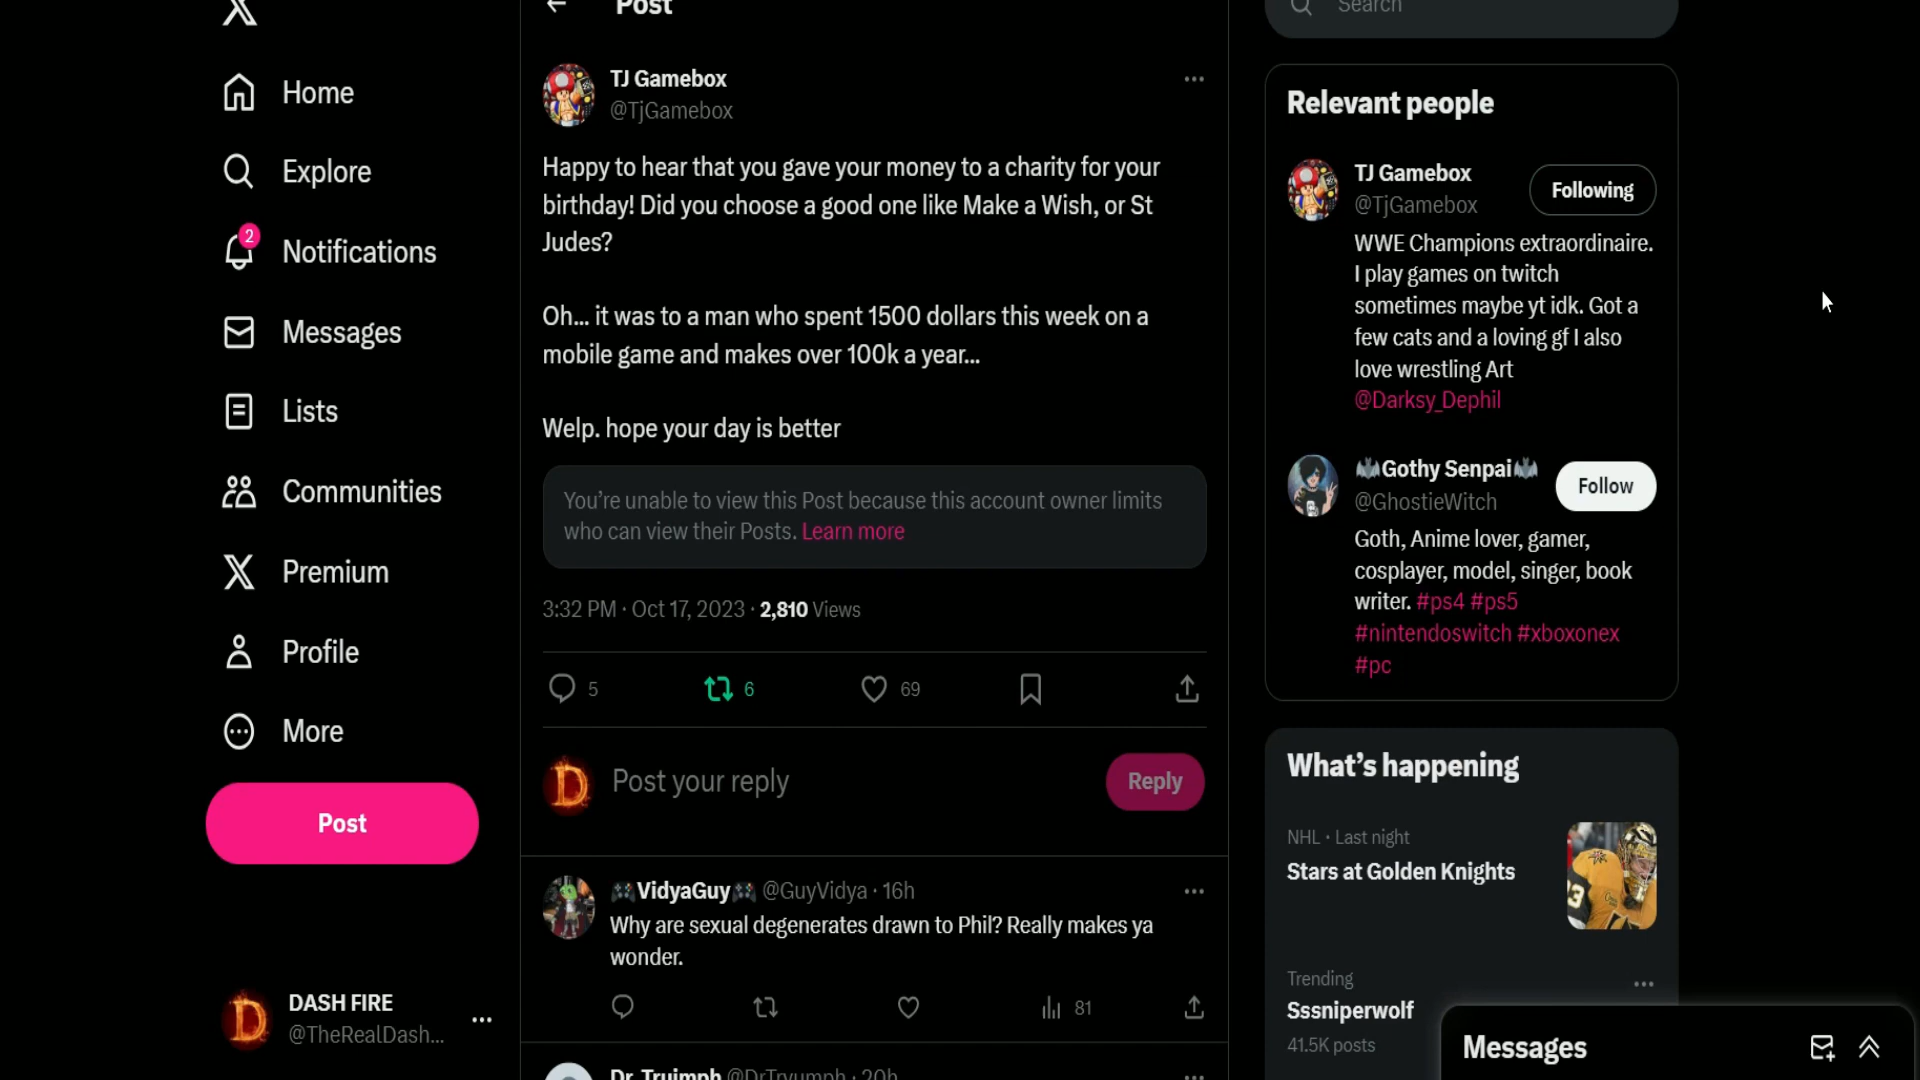 X
Home
Explore
2
Notifications
Messages
Lists
Communities
Premium
Profile
More
Post
DASH FIRE
@TheRealDash...
Post
TJ Gamebox
@TjGamebox
Happy to hear that you gave your money to a charity for your
birthday! Did you choose a good one like Make a Wish, or St
Judes?
Oh... it was to a man who spent 1500 dollars this week on a
mobile game and makes over 100k a year...
Welp. hope your day is better
You're unable to view this Post because this account owner limits
who can view their Posts. Learn more
3:32 PM · Oct 17, 2023 · 2,810 Views
5
6
69
D
Post your reply
Reply
VidyaGuy @GuyVidya · 16h
Why are sexual degenerates drawn to Phil? Really makes ya
wonder.
81
Dr. Truimph @DrTryumph · 20h
Search
Relevant people
TJ Gamebox
@TjGamebox
Following
WWE Champions extraordinaire.
I play games on twitch
sometimes maybe yt idk. Got a
few cats and a loving gf I also
love wrestling Art
@Darksy_Dephil
Gothy Senpai
@GhostieWitch
Follow
Goth, Anime lover, gamer,
cosplayer, model, singer, book
writer. #ps4 #ps5
#nintendoswitch #xboxonex
#pc
What's happening
NHL · Last night
Stars at Golden Knights
Trending
Sssniperwolf
41.5K posts
Messages